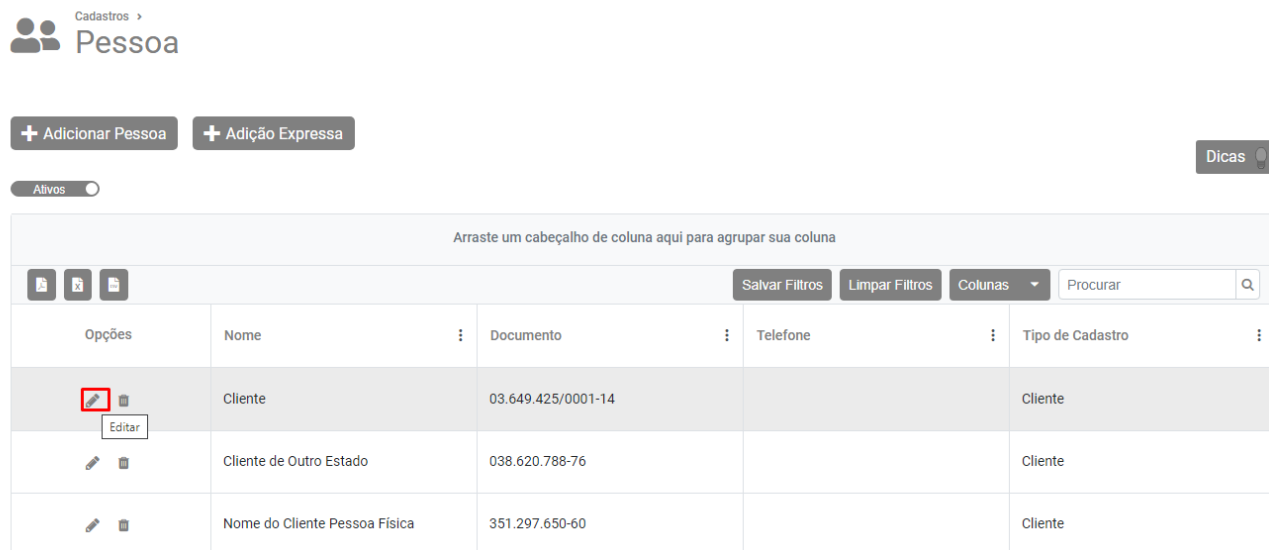 Cadastros ›
Pessoa
Adicionar Pessoa
Adição Expressa
Dicas
Ativos
Arraste um cabeçalho de coluna aqui para agrupar sua coluna
Salvar Filtros Limpar Filtros Colunas Procurar
Opções Nome Documento Telefone Tipo de Cadastro
Cliente 03.649.425/0001-14 Cliente
Editar
Cliente de Outro Estado 038.620.788-76 Cliente
Nome do Cliente Pessoa Física 351.297.650-60 Cliente